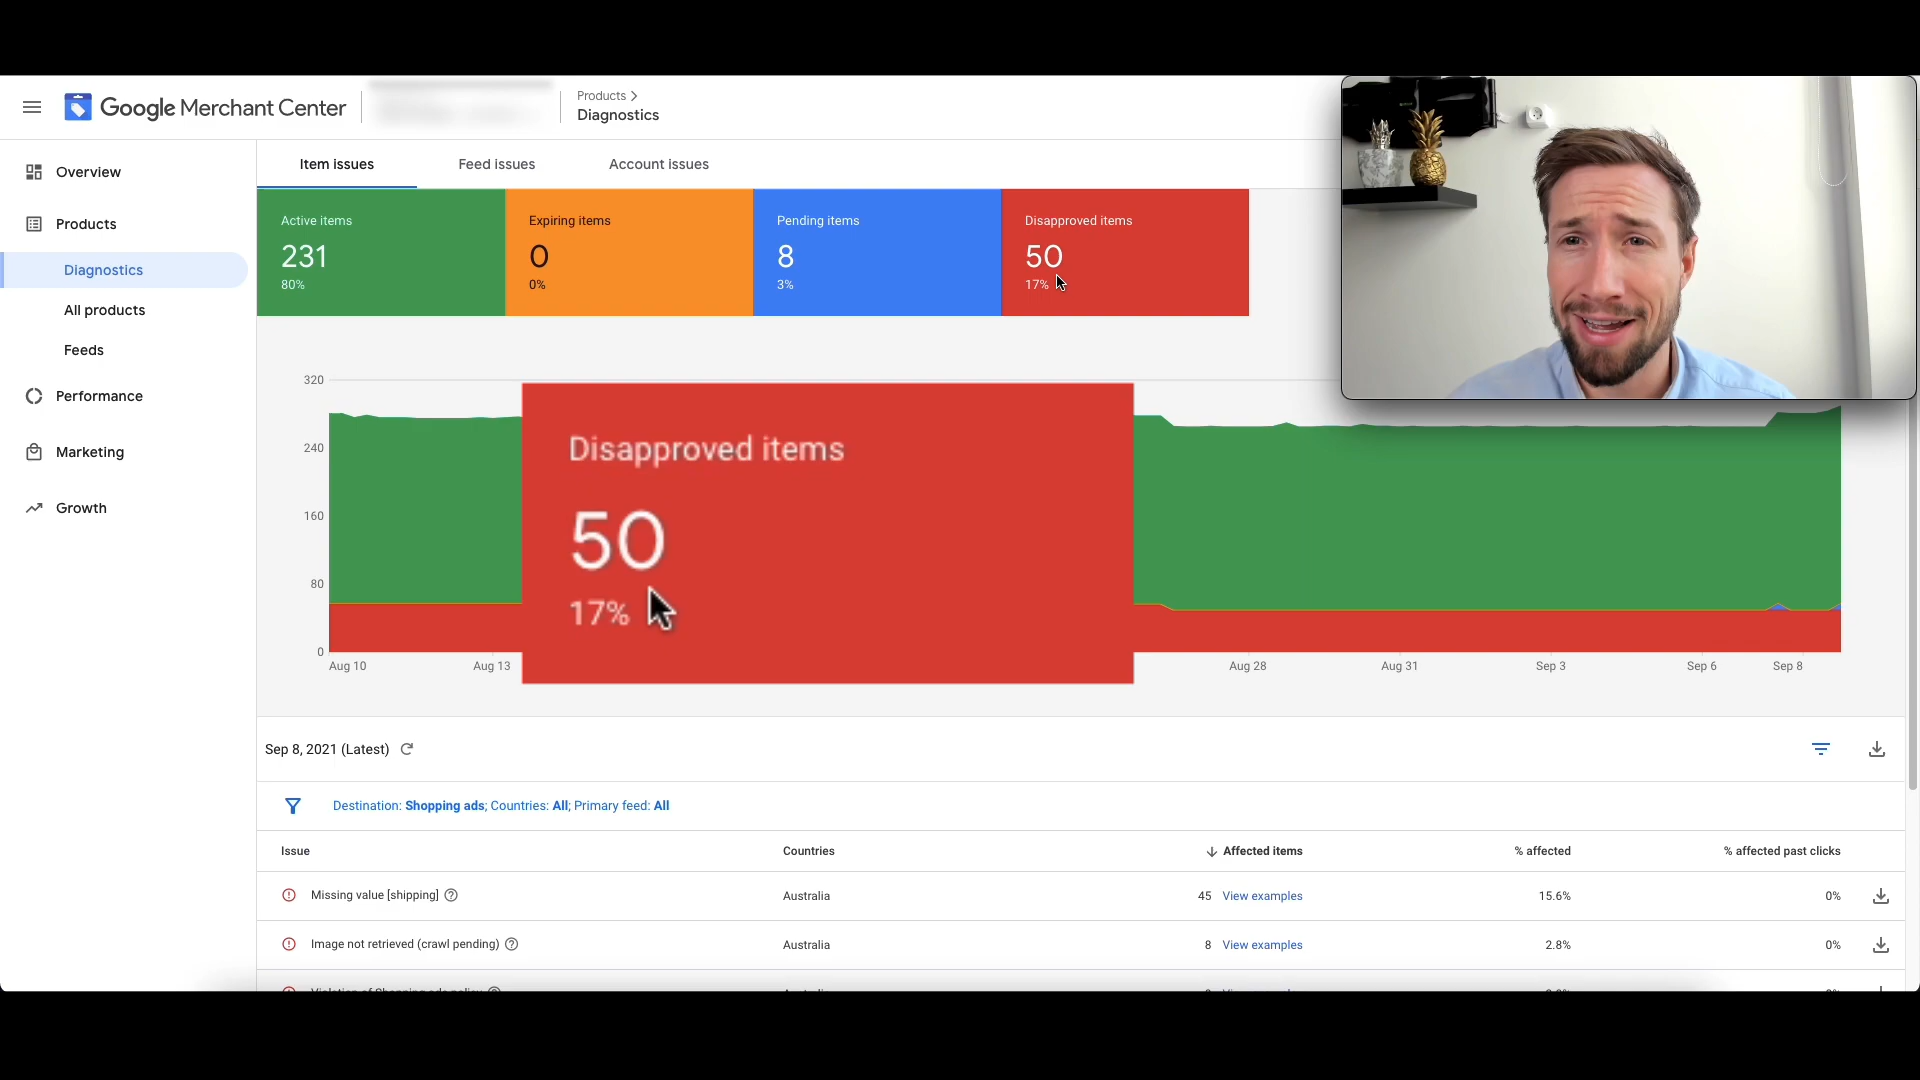 Google Merchant Center
Products
Diagnostics
Overview
Products
Diagnostics
All products
Feeds
Performance
Marketing
Growth
Item issues
Feed issues
Account issues
Active items
231
80%
Expiring items
0
0%
Pending items
8
3%
Disapproved items
50
17%
320
240
160
80
0
Aug 10
Aug 13
Aug 28
Aug 31
Sep 3
Sep 6
Sep 8
Disapproved items
50
17%
Sep 8, 2021 (Latest)
Destination: Shopping ads; Countries: All; Primary feed: All
Issue Countries Affected items % affected % affected past clicks
Missing value [shipping] Australia 45 View examples 15.6% 0%
Image not retrieved (crawl pending) Australia 8 View examples 2.8% 0%